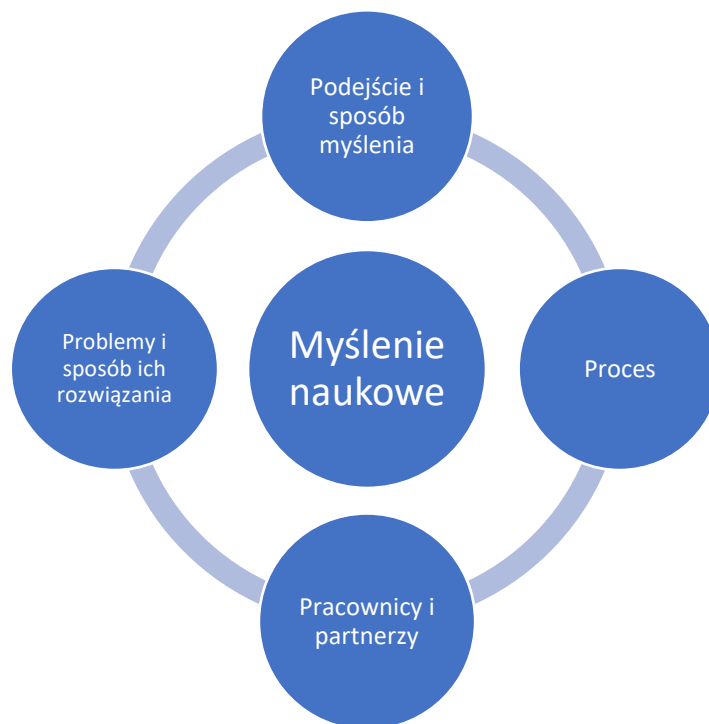 Podejście i
sposób
myślenia
Problemy i
sposób ich
rozwiązania
Myślenie
naukowe
Proces
Pracownicy i
partnerzy